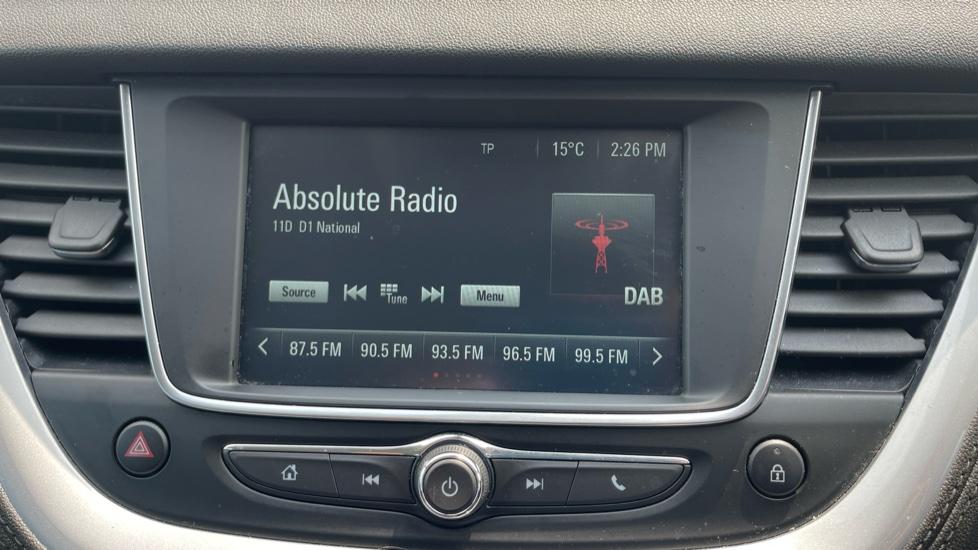 TP 15°C 2:26 PM
Absolute Radio
11D D1 National
Source Tune Menu
DAB
87.5 FM 90.5 FM 93.5 FM 96.5 FM 99.5 FM